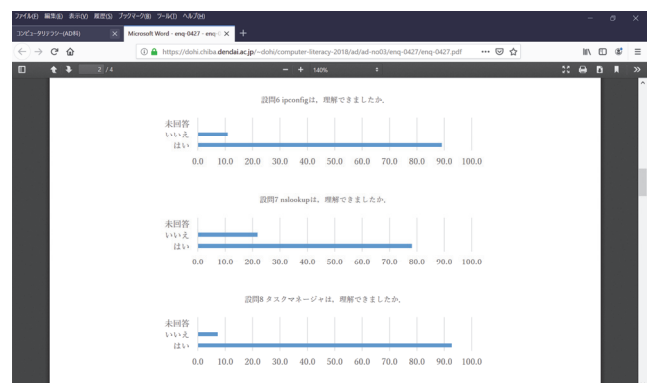 ファイル(F) 編集(E) 表示(V) 履歴(S) ブックマーク(B) ツール(T) ヘルプ(H)
コンピュータリテラシー(AD科)
Microsoft Word - enq-0427 - enq-
https://dohi.chiba.dendai.ac.jp/~dohi/computer-literacy-2018/ad/ad-no03/enq-0427/enq-0427.pdf
2 / 4
140%
設問6 ipconfigは、理解できましたか。
未回答
いいえ
はい
0.0 10.0 20.0 30.0 40.0 50.0 60.0 70.0 80.0 90.0 100.0
設問7 nslookupは、理解できましたか。
未回答
いいえ
はい
0.0 10.0 20.0 30.0 40.0 50.0 60.0 70.0 80.0 90.0 100.0
設問8 タスクマネージャは、理解できましたか。
未回答
いいえ
はい
0.0 10.0 20.0 30.0 40.0 50.0 60.0 70.0 80.0 90.0 100.0